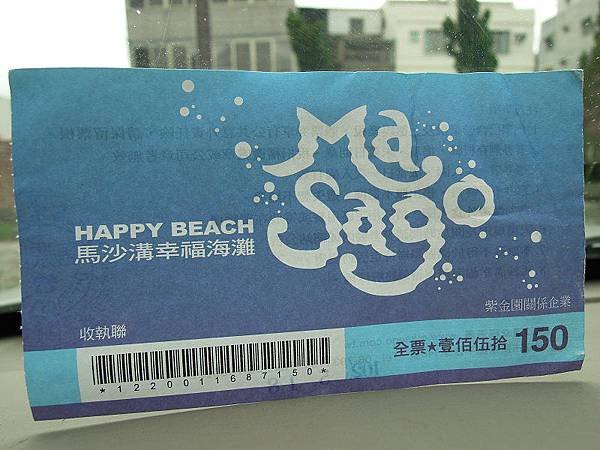 Ma
Sago
HAPPY BEACH
馬沙溝幸福海灘
紫金園關係企業
收執聯
全票★壹佰伍拾 150
*1220011687150*